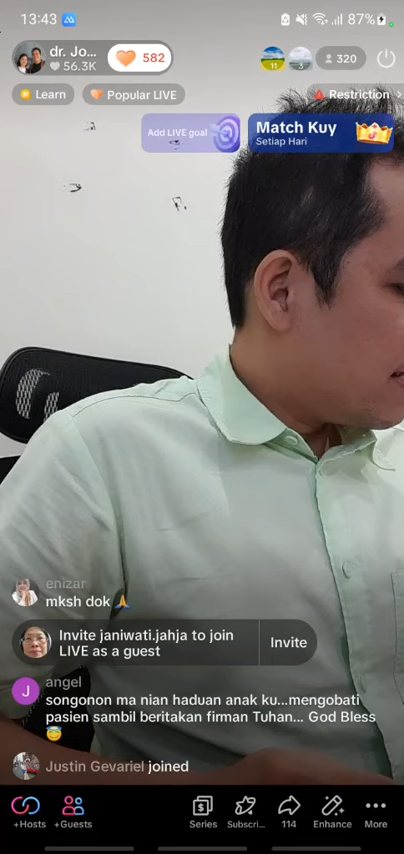 13:43
87%
dr. Jo...
56.3K
582
11
3
320
Learn
Popular LIVE
Restriction
Add LIVE goal
Match Kuy
Setiap Hari
enizar
mksh dok 🙏
Invite janiwati.jahja to join
LIVE as a guest
Invite
J
angel
songonon ma nian haduan anak ku...mengobati
pasien sambil beritakan firman Tuhan... God Bless
😇
Justin Gevariel joined
+Hosts
+Guests
Series
Subscri...
114
Enhance
More